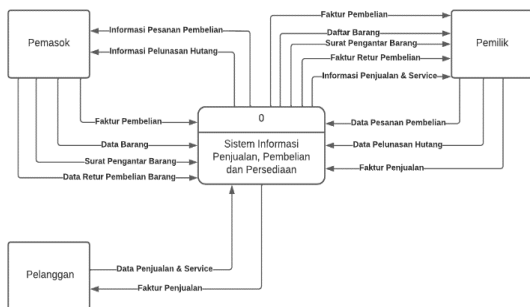 Faktur Pembelian
Informasi Pesanan Pembelian
Daftar Barang
Pemasok
Surat Pengantar Barang
Pemilik
Informasi Pelunasan Hutang
Faktur Retur Pembelian
Informasi Penjualan & Service
Faktur Pembelian
0
Data Pesanan Pembelian
Data Barang
Sistem Informasi
Penjualan, Pembelian
dan Persediaan
Data Pelunasan Hutang
Surat Pengantar Barang
Faktur Penjualan
Data Retur Pembelian Barang
Pelanggan
Data Penjualan & Service
Faktur Penjualan